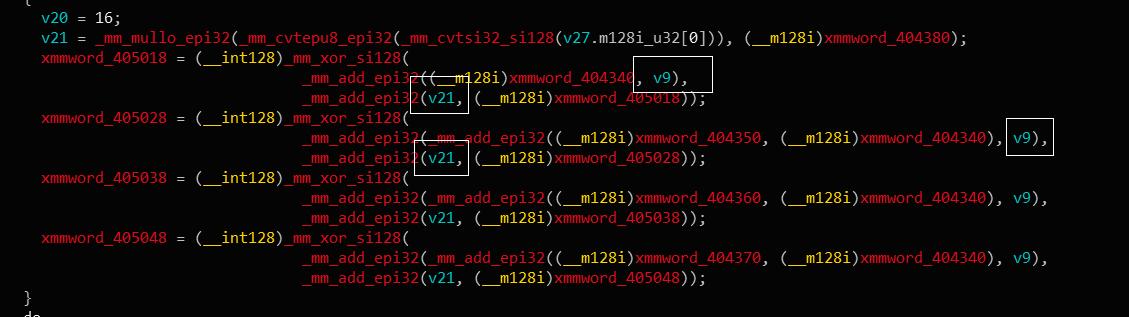 {
v20 = 16;
v21 = _mm_mullo_epi32(_mm_cvtepu8_epi32(_mm_cvtsi32_si128(v27.m128i_u32[0])), (__m128i)xmmword_404380);
xmmword_405018 = (__int128)_mm_xor_si128(
_mm_add_epi32((__m128i)xmmword_404340, v9),
_mm_add_epi32(v21, (__m128i)xmmword_405018));
xmmword_405028 = (__int128)_mm_xor_si128(
_mm_add_epi32(_mm_add_epi32((__m128i)xmmword_404350, (__m128i)xmmword_404340), v9),
_mm_add_epi32(v21, (__m128i)xmmword_405028));
xmmword_405038 = (__int128)_mm_xor_si128(
_mm_add_epi32(_mm_add_epi32((__m128i)xmmword_404360, (__m128i)xmmword_404340), v9),
_mm_add_epi32(v21, (__m128i)xmmword_405038));
xmmword_405048 = (__int128)_mm_xor_si128(
_mm_add_epi32(_mm_add_epi32((__m128i)xmmword_404370, (__m128i)xmmword_404340), v9),
_mm_add_epi32(v21, (__m128i)xmmword_405048));
}
do